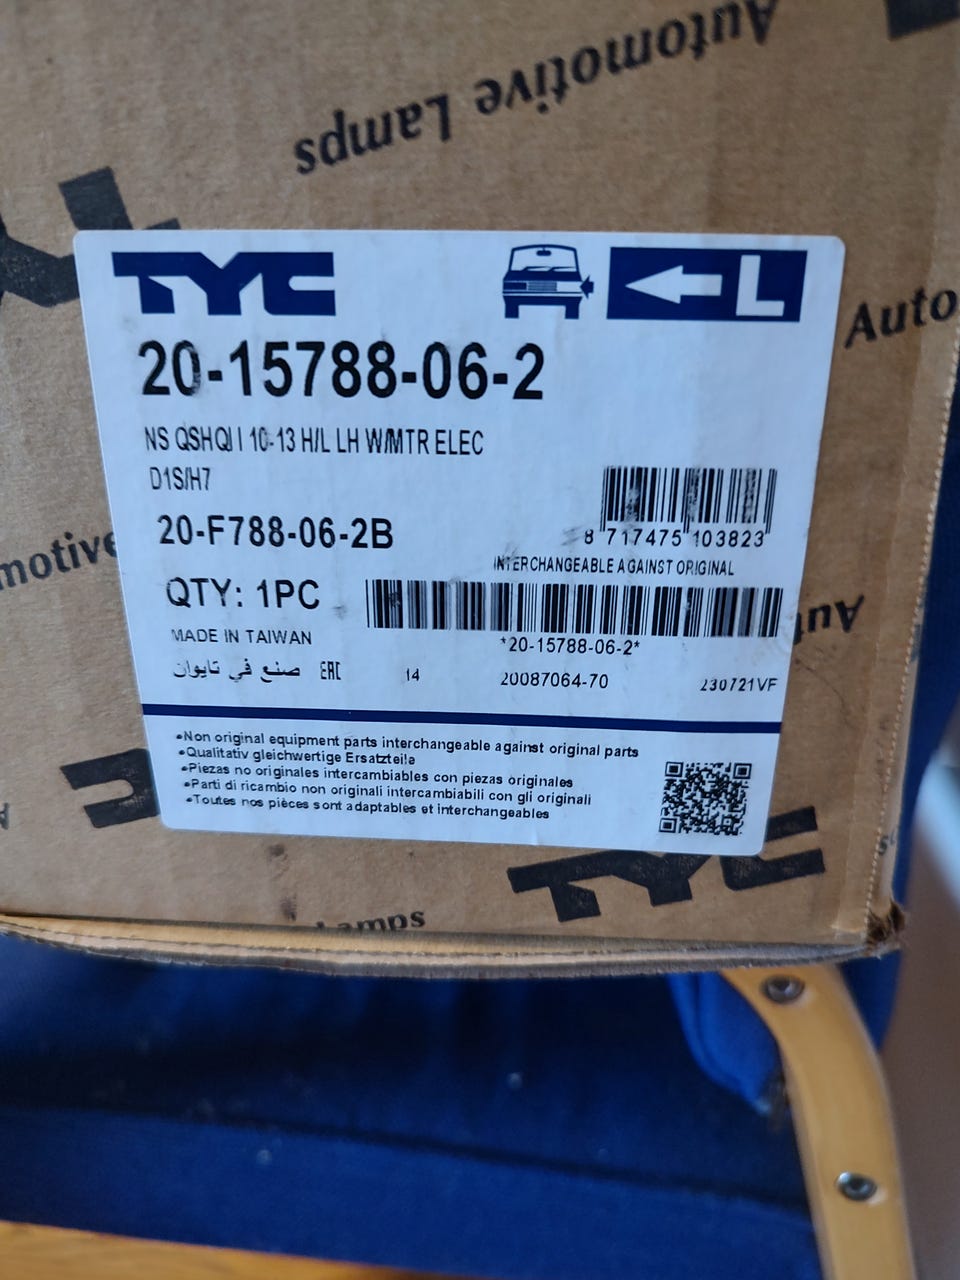 Automotive Lamps
TYC
L
Auto
20-15788-06-2
NS QSHQI I 10-13 H/L LH W/MTR ELEC
D1S/H7
20-F788-06-2B
8 717475 103823
INTERCHANGEABLE AGAINST ORIGINAL
motive
QTY: 1PC
Aut
MADE IN TAIWAN
*20-15788-06-2*
صنع في تايوان EAC 14 20087064-70 230721VF
•Non original equipment parts interchangeable against original parts
•Qualitativ gleichwertige Ersatzteile
•Piezas no originales intercambiables con piezas originales
•Parti di ricambio non originali intercambiabili con gli originali
•Toutes nos pièces sont adaptables et interchangeables
TYC
Lamps